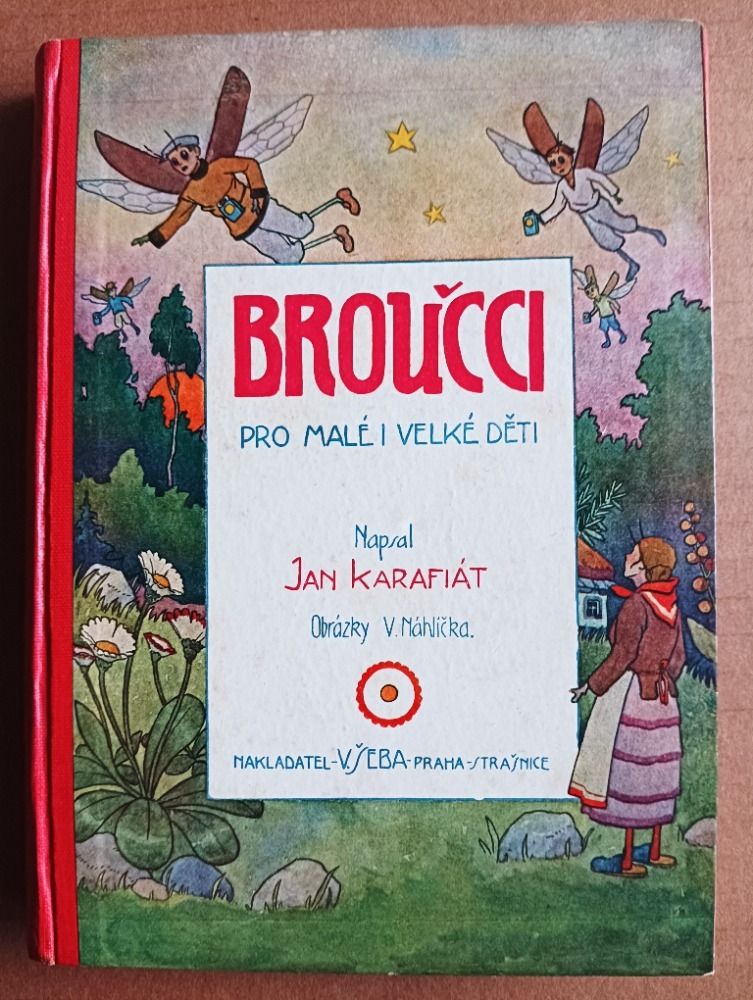 BROUČCI
PRO MALÉ I VELKÉ DĚTI
Napsal
JAN KARAFIÁT
Obrázky V. Náhlíčka.
NAKLADATEL-V.ŠEBA-PRAHA-STRAŠNICE